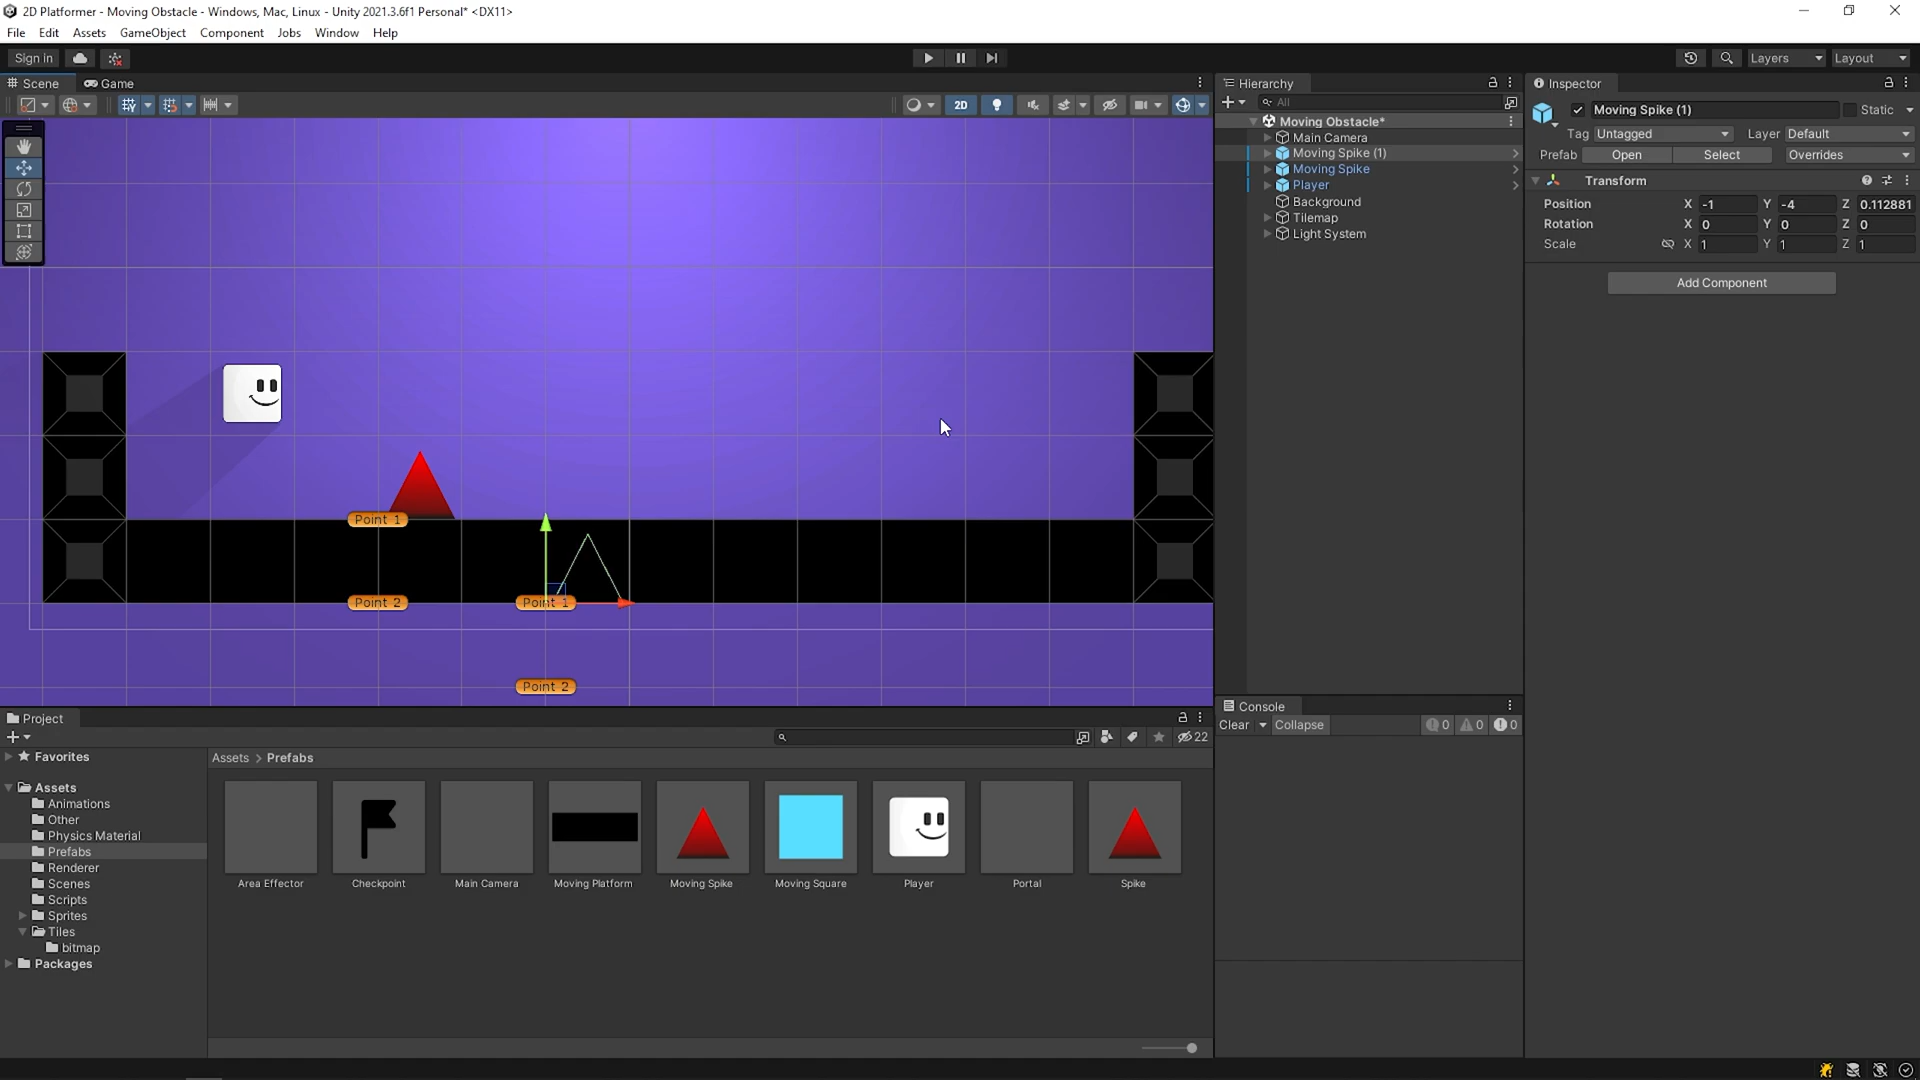 2D Platformer - Moving Obstacle - Windows, Mac, Linux - Unity 2021.3.6f1 Personal* <DX11>
File Edit Assets GameObject Component Jobs Window Help
Sign in
Layers
Layout
Scene
Game
2D
Point 1
Point 2
Point 1
Point 2
Hierarchy
All
Moving Obstacle*
Main Camera
Moving Spike (1)
Moving Spike
Player
Background
Tilemap
Light System
Inspector
Moving Spike (1)
Static
Tag Untagged
Layer Default
Prefab Open Select Overrides
Transform
Position X -1 Y -4 Z 0.112881
Rotation X 0 Y 0 Z 0
Scale X 1 Y 1 Z 1
Add Component
Project
22
Favorites
Assets
Animations
Other
Physics Material
Prefabs
Renderer
Scenes
Scripts
Sprites
Tiles
bitmap
Packages
Assets > Prefabs
Area Effector
Checkpoint
Main Camera
Moving Platform
Moving Spike
Moving Square
Player
Portal
Spike
Console
Clear Collapse 0 0 0